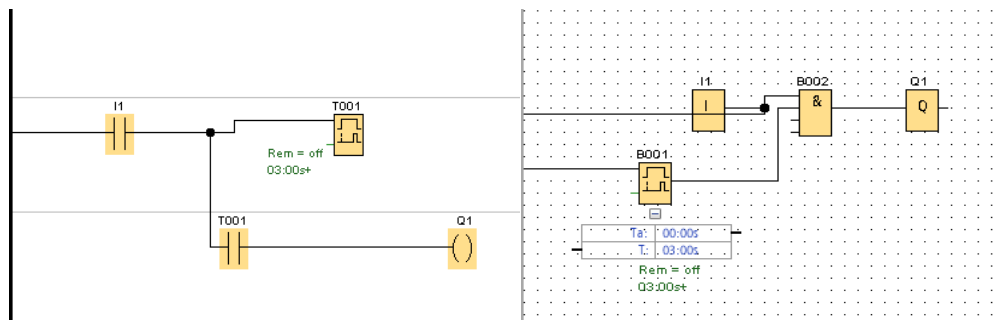 I1
T001
Rem = off
03:00s+
T001
Q1
I1
I
B002
&
Q1
Q
B001
Ta: 00:00s
T: 03:00s
Rem = off
03:00s+